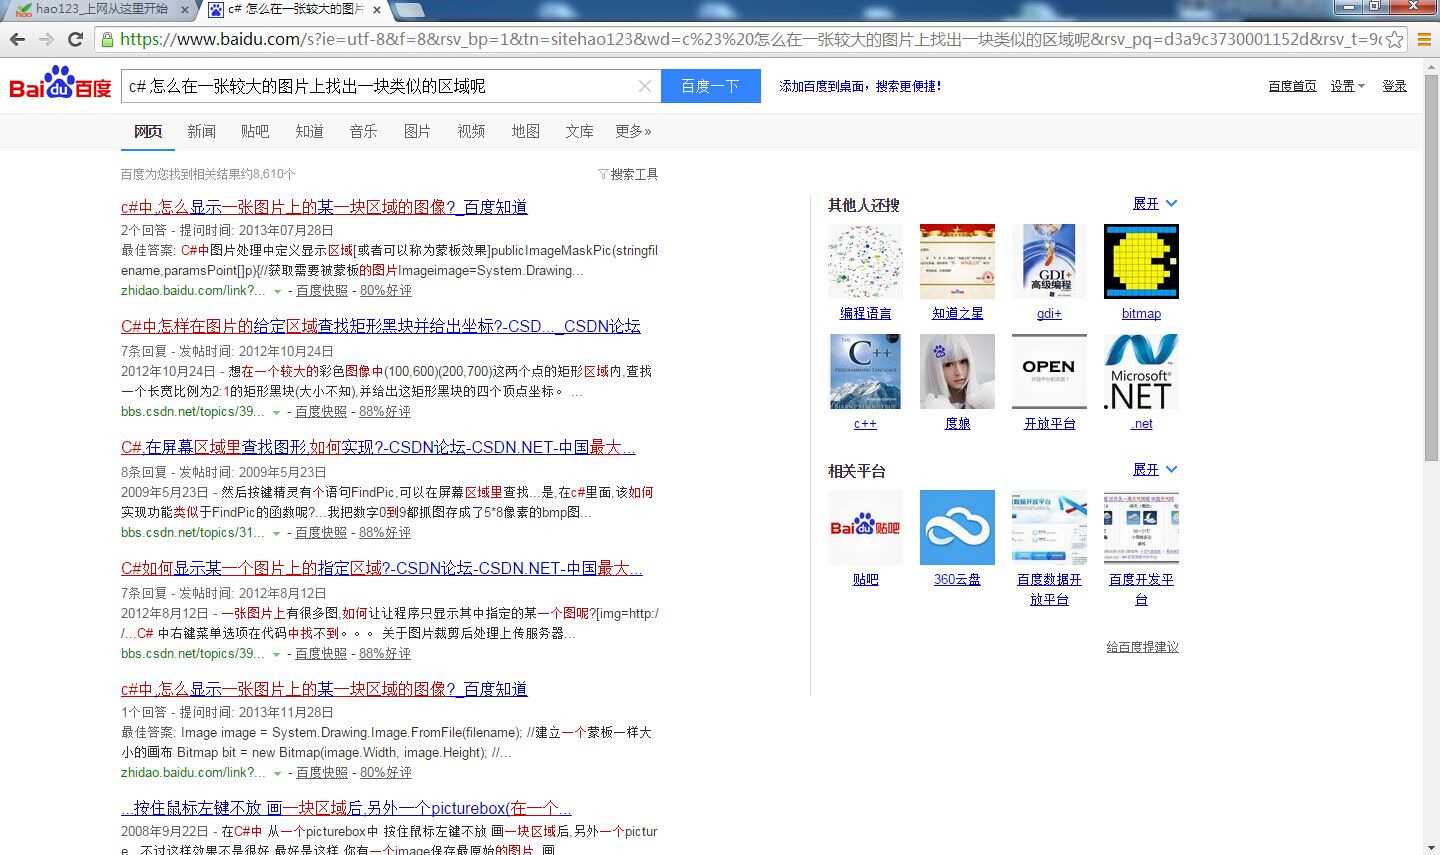 hao123_上网从这里开始
c# 怎么在一张较大的图片
https://www.baidu.com/s?ie=utf-8&f=8&rsv_bp=1&tn=sitehao123&wd=c%23%20怎么在一张较大的图片上找出一块类似的区域呢&rsv_pq=d3a9c3730001152d&rsv_t=9c
Bai du 百度
c# 怎么在一张较大的图片上找出一块类似的区域呢
百度一下
添加百度到桌面，搜索更便捷！
百度首页 设置 登录
网页 新闻 贴吧 知道 音乐 图片 视频 地图 文库 更多»
百度为您找到相关结果约8,610个
搜索工具
c#中,怎么显示一张图片上的某一块区域的图像?_百度知道
2个回答 - 提问时间: 2013年07月28日
最佳答案: C#中图片处理中定义显示区域[或者可以称为蒙板效果]publicImageMaskPic(stringfil
ename,paramsPoint[]p){//获取需要被蒙板的图片Imageimage=System.Drawing...
zhidao.baidu.com/link?... - 百度快照 - 80%好评
C#中怎样在图片的给定区域查找矩形黑块并给出坐标?-CSD..._CSDN论坛
7条回复 - 发帖时间: 2012年10月24日
2012年10月24日 - 想在一个较大的彩色图像中(100,600)(200,700)这两个点的矩形区域内,查找
一个长宽比例为2:1的矩形黑块(大小不知),并给出这矩形黑块的四个顶点坐标。 ...
bbs.csdn.net/topics/39... - 百度快照 - 88%好评
C#,在屏幕区域里查找图形,如何实现?-CSDN论坛-CSDN.NET-中国最大...
8条回复 - 发帖时间: 2009年5月23日
2009年5月23日 - 然后按键精灵有个语句FindPic,可以在屏幕区域里查找...是,在c#里面,该如何
实现功能类似于FindPic的函数呢?...我把数字0到9都抓图存成了5*8像素的bmp图...
bbs.csdn.net/topics/31... - 百度快照 - 88%好评
C#如何显示某一个图片上的指定区域?-CSDN论坛-CSDN.NET-中国最大...
7条回复 - 发帖时间: 2012年8月12日
2012年8月12日 - 一张图片上有很多图,如何让让程序只显示其中指定的某一个图呢?[img=http:/
/...C# 中右键菜单选项在代码中找不到。。。 关于图片裁剪后处理上传服务器...
bbs.csdn.net/topics/39... - 百度快照 - 88%好评
c#中,怎么显示一张图片上的某一块区域的图像?_百度知道
1个回答 - 提问时间: 2013年11月28日
最佳答案: Image image = System.Drawing.Image.FromFile(filename); //建立一个蒙板一样大
小的画布 Bitmap bit = new Bitmap(image.Width, image.Height); //...
zhidao.baidu.com/link?... - 百度快照 - 80%好评
...按住鼠标左键不放 画一块区域后,另外一个picturebox(在一个...
2008年9月22日 - 在C#中 从一个picturebox中 按住鼠标左键不放 画一块区域后,另外一个pictur
e...不过这样效果不是很好 最好是这样 你有一个image保存最原始的图片 画
其他人还搜
展开
GDI+
高级编程
编程语言 知道之星 gdi+ bitmap
THE
C++
PROGRAMMING LANGUAGE
BJARNE STROUSTRUP
OPEN
Microsoft
.NET
c++ 度娘 开放平台 .net
相关平台
展开
Bai du 贴吧
贴吧 360云盘 百度数据开放平台 百度开发平台
给百度提建议